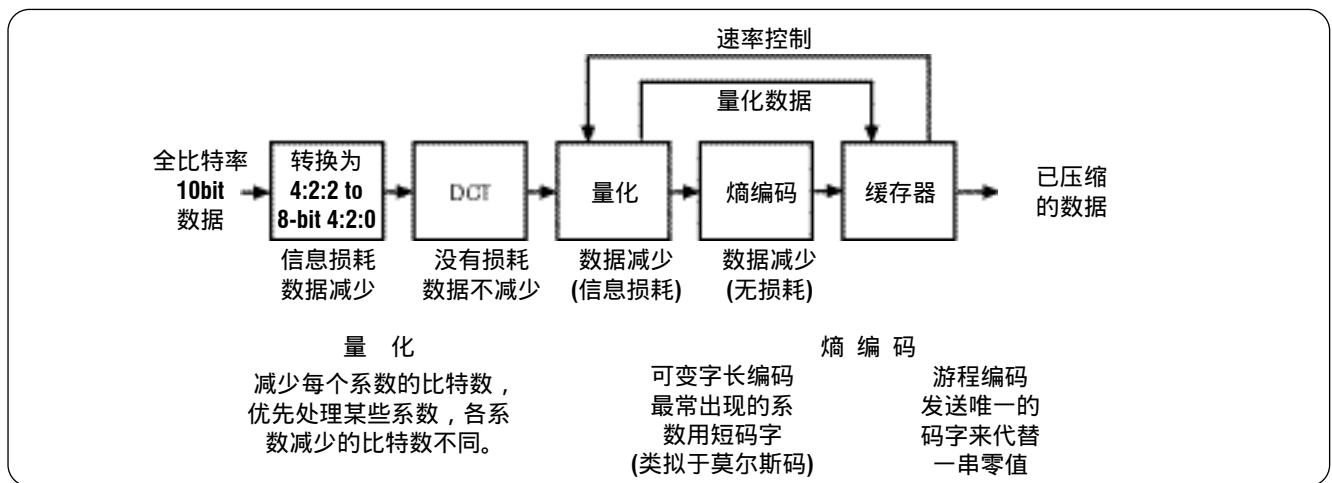 速率控制
量化数据
全比特率
10bit
数据
转换为
4:2:2 to
8-bit 4:2:0
DCT
量化
熵编码
缓存器
已压缩
的数据
信息损耗
数据减少
没有损耗
数据不减少
数据减少
(信息损耗)
数据减少
(无损耗)
量 化
减少每个系数的比特数，
优先处理某些系数，各系
数减少的比特数不同。
熵 编 码
可变字长编码
最常出现的系
数用短码字
(类拟于莫尔斯码)
游程编码
发送唯一的
码字来代替
一串零值